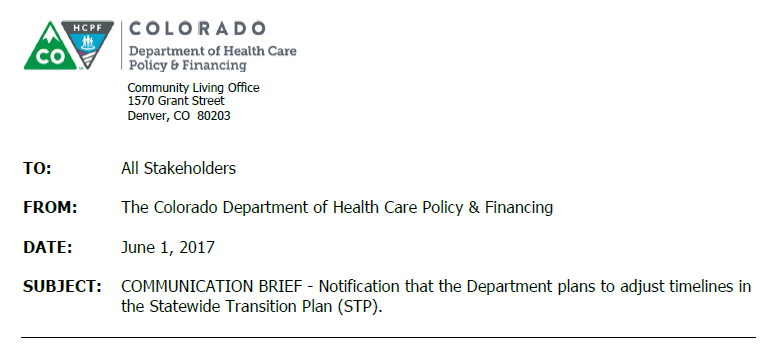 HCPF
CO
COLORADO
Department of Health Care
Policy & Financing
Community Living Office
1570 Grant Street
Denver, CO 80203
TO: All Stakeholders
FROM: The Colorado Department of Health Care Policy & Financing
DATE: June 1, 2017
SUBJECT: COMMUNICATION BRIEF - Notification that the Department plans to adjust timelines in
the Statewide Transition Plan (STP).